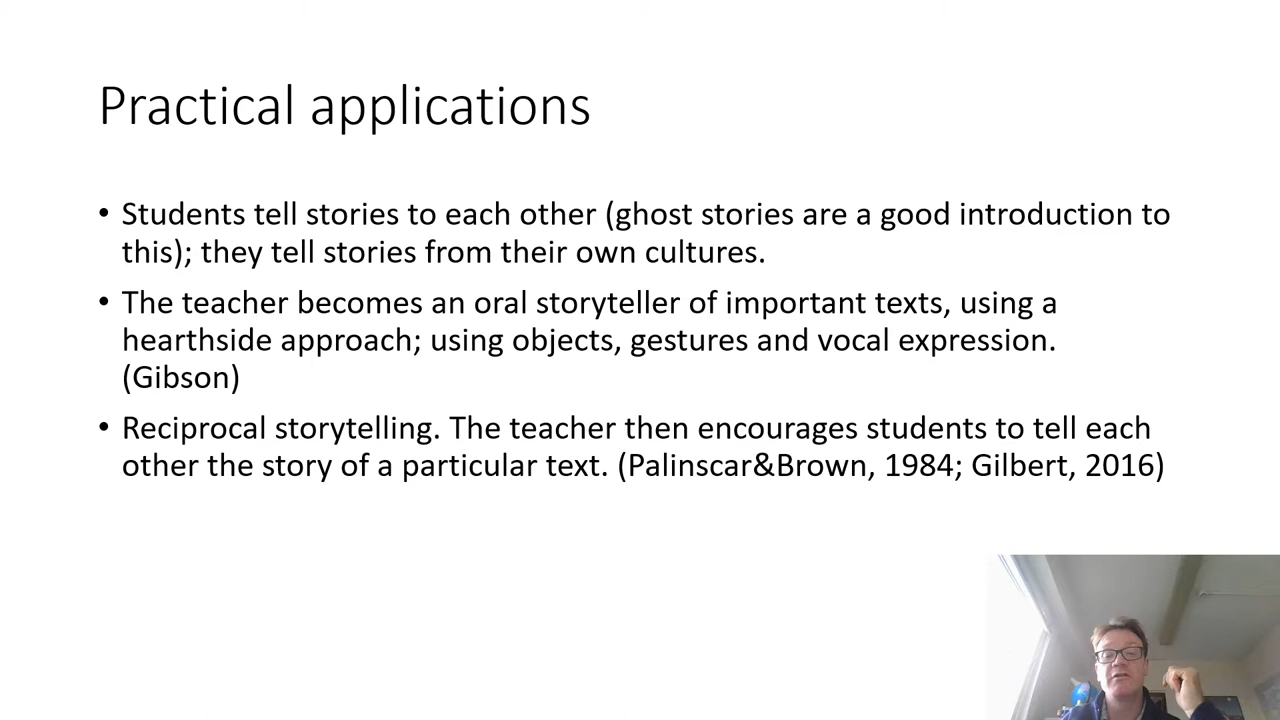 Practical applications
• Students tell stories to each other (ghost stories are a good introduction to
this); they tell stories from their own cultures.
• The teacher becomes an oral storyteller of important texts, using a
hearthside approach; using objects, gestures and vocal expression.
(Gibson)
• Reciprocal storytelling. The teacher then encourages students to tell each
other the story of a particular text. (Palinscar&Brown, 1984; Gilbert, 2016)